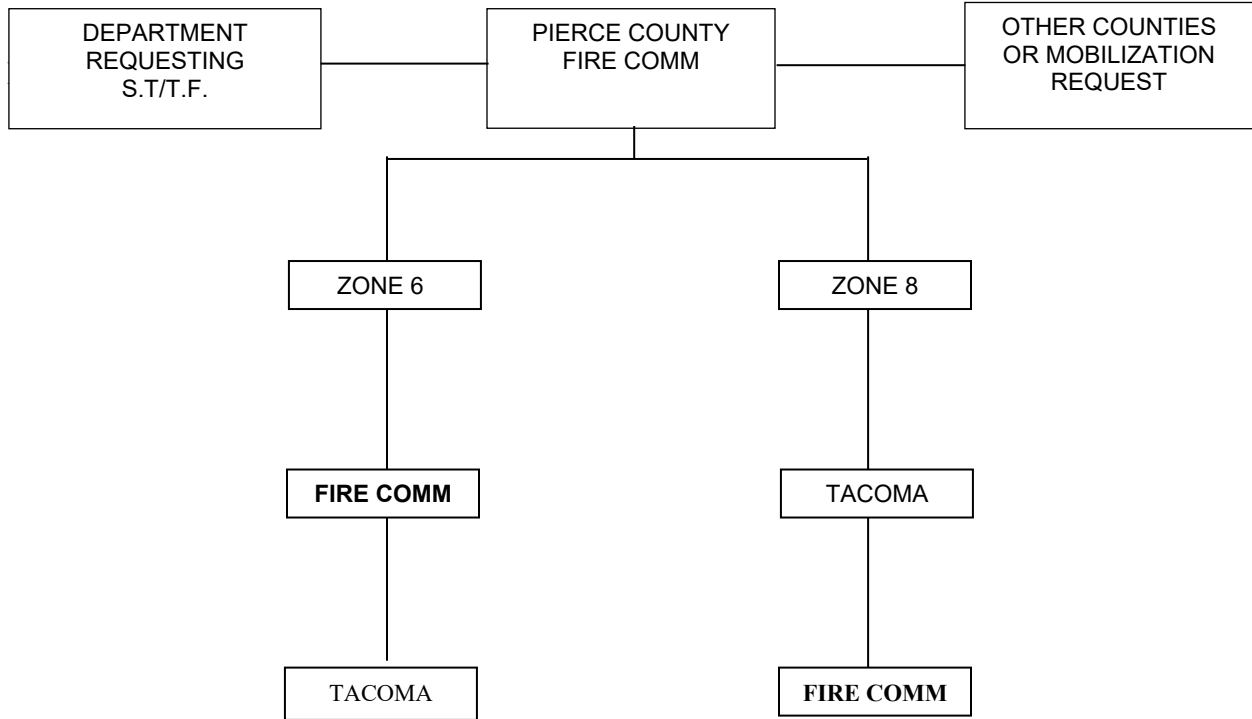 DEPARTMENT
REQUESTING
S.T/T.F.
PIERCE COUNTY
FIRE COMM
OTHER COUNTIES
OR MOBILIZATION
REQUEST
ZONE 6
ZONE 8
FIRE COMM
TACOMA
TACOMA
FIRE COMM